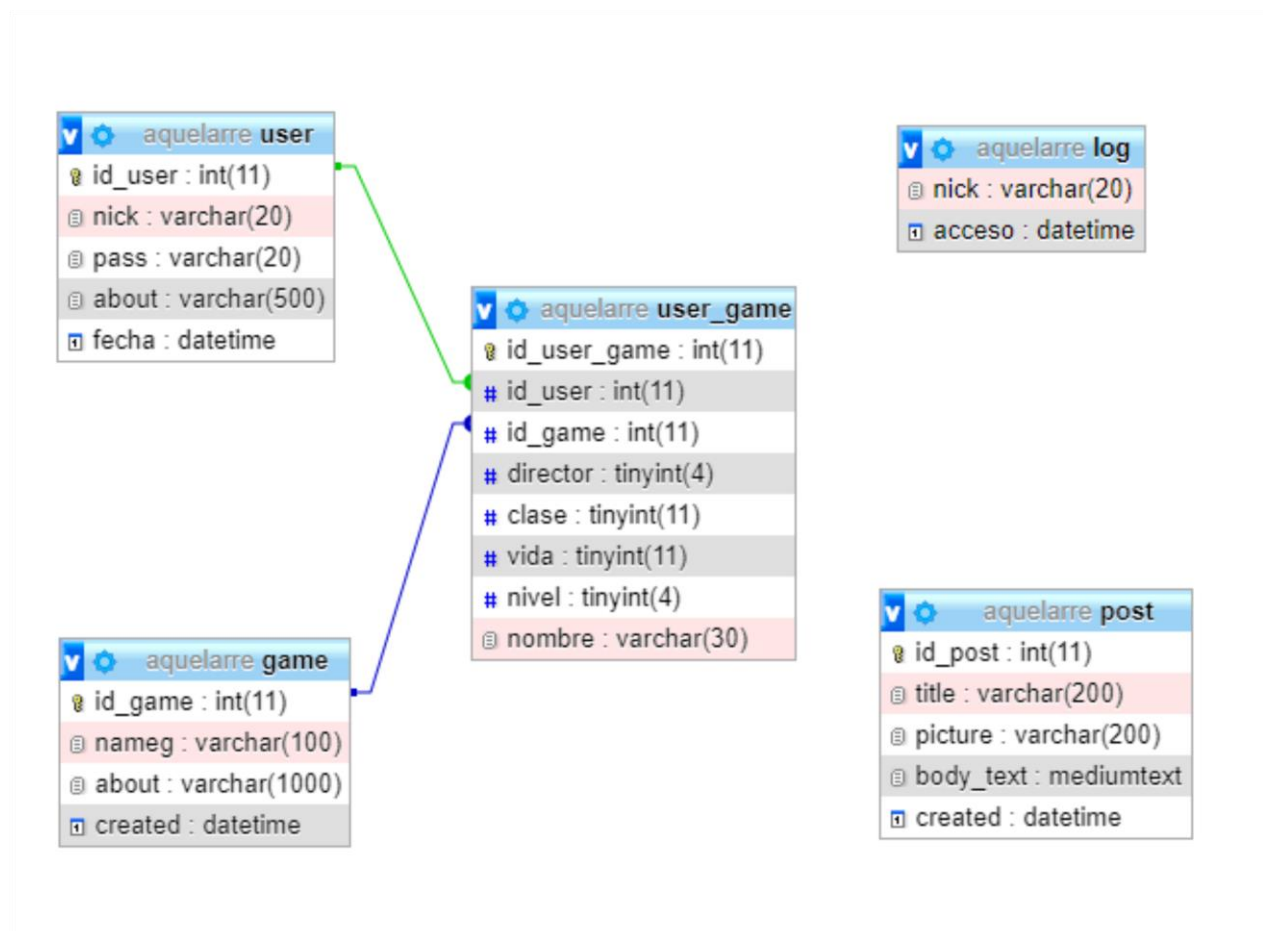 aquelarre user
id_user : int(11)
nick : varchar(20)
pass : varchar(20)
about : varchar(500)
fecha : datetime
aquelarre log
nick : varchar(20)
acceso : datetime
aquelarre user_game
id_user_game : int(11)
id_user : int(11)
id_game : int(11)
director : tinyint(4)
clase : tinyint(11)
vida : tinyint(11)
nivel : tinyint(4)
nombre : varchar(30)
aquelarre game
id_game : int(11)
nameg : varchar(100)
about : varchar(1000)
created : datetime
aquelarre post
id_post : int(11)
title : varchar(200)
picture : varchar(200)
body_text : mediumtext
created : datetime